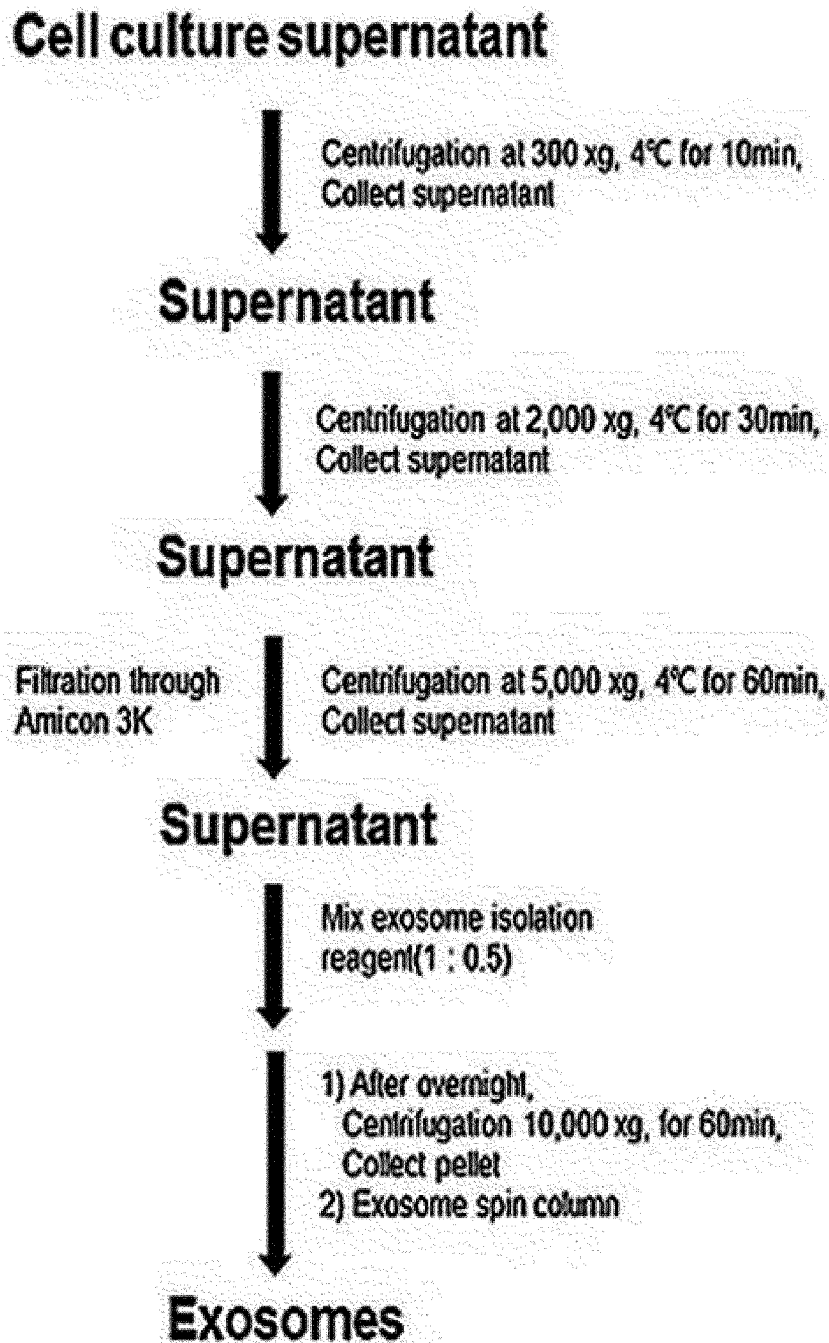 Cell culture supernatant
Centrifugation at 300 xg, 4℃ for 10min,
Collect supernatant
Supernatant
Centrifugation at 2,000 xg, 4℃ for 30min,
Collect supernatant
Supernatant
Filtration through
Amicon 3K
Centrifugation at 5,000 xg, 4℃ for 60min,
Collect supernatant
Supernatant
Mix exosome isolation
reagent(1 : 0.5)
1) After overnight,
Centrifugation 10,000 xg, for 60min,
Collect pellet
2) Exosome spin column
Exosomes